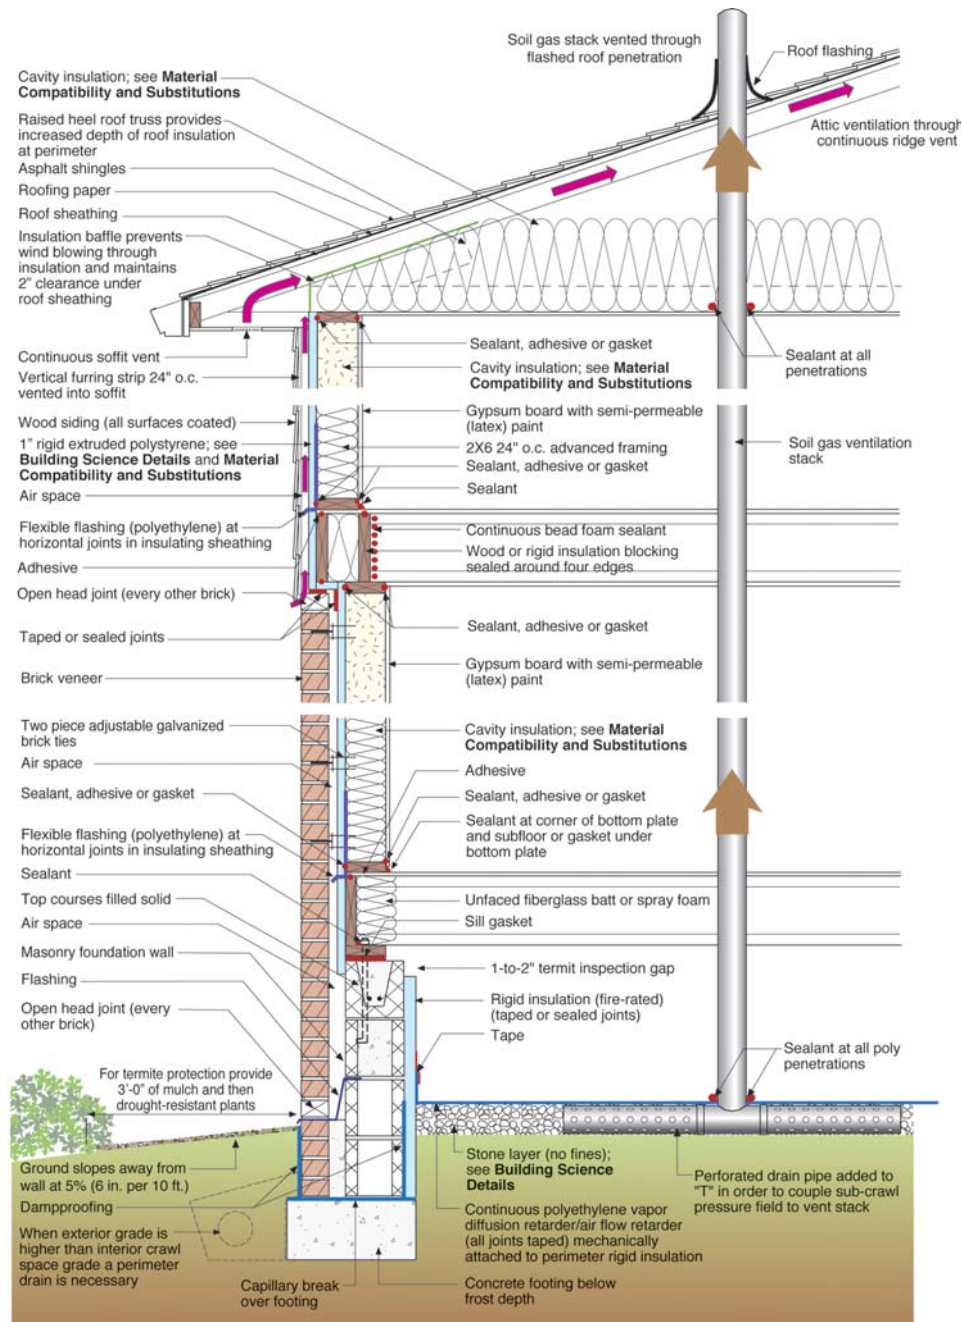 Soil gas stack vented through
flashed roof penetration
Roof flashing
Attic ventilation through
continuous ridge vent
Cavity insulation; see Material
Compatibility and Substitutions
Raised heel roof truss provides
increased depth of roof insulation
at perimeter
Asphalt shingles
Roofing paper
Roof sheathing
Insulation baffle prevents
wind blowing through
insulation and maintains
2" clearance under
roof sheathing
Continuous soffit vent
Vertical furring strip 24" o.c.
vented into soffit
Wood siding (all surfaces coated)
1" rigid extruded polystyrene; see
Building Science Details and Material
Compatibility and Substitutions
Air space
Flexible flashing (polyethylene) at
horizontal joints in insulating sheathing
Adhesive
Open head joint (every other brick)
Taped or sealed joints
Brick veneer
Two piece adjustable galvanized
brick ties
Air space
Sealant, adhesive or gasket
Flexible flashing (polyethylene) at
horizontal joints in insulating sheathing
Sealant
Top courses filled solid
Air space
Masonry foundation wall
Flashing
Open head joint (every
other brick)
For termite protection provide
3'-0" of mulch and then
drought-resistant plants
Ground slopes away from
wall at 5% (6 in. per 10 ft.)
Dampproofing
When exterior grade is
higher than interior crawl
space grade a perimeter
drain is necessary
Capillary break
over footing
Sealant, adhesive or gasket
Cavity insulation; see Material
Compatibility and Substitutions
Gypsum board with semi-permeable
(latex) paint
2X6 24" o.c. advanced framing
Sealant, adhesive or gasket
Sealant
Continuous bead foam sealant
Wood or rigid insulation blocking
sealed around four edges
Sealant, adhesive or gasket
Gypsum board with semi-permeable
(latex) paint
Cavity insulation; see Material
Compatibility and Substitutions
Adhesive
Sealant, adhesive or gasket
Sealant at corner of bottom plate
and subfloor or gasket under
bottom plate
Unfaced fiberglass batt or spray foam
Sill gasket
1-to-2" termit inspection gap
Rigid insulation (fire-rated)
(taped or sealed joints)
Tape
Stone layer (no fines);
see Building Science
Details
Continuous polyethylene vapor
diffusion retarder/air flow retarder
(all joints taped) mechanically
attached to perimeter rigid insulation
Concrete footing below
frost depth
Sealant at all
penetrations
Soil gas ventilation
stack
Sealant at all poly
penetrations
Perforated drain pipe added to
"T" in order to couple sub-crawl
pressure field to vent stack